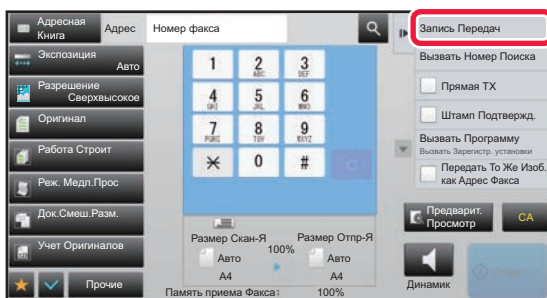 Адресная
Книга
Адрес
Номер факса
Запись Передач
Экспозиция
Авто
Вызвать Номер Поиска
Разрешение
Сверхвысокое
Прямая TX
Оригинал
Штамп Подтвержд.
Работа Строит
Вызвать Программу
Вызвать Зарегистр. установки
Реж. Медл.Прос
Передать То Же Изоб.
как Адрес Факса
Док.Смеш.Разм.
Учет Оригиналов
Прочие
1 2 3
ABC DEF
4 5 6
GHI JKL MNO
7 8 9
PQRS TUV WXYZ
0 #
C
Размер Скан-Я
100%
Размер Отпр-Я
Авто
A4
Авто
A4
Память приема Факса:
100%
Предварит.
Просмотр
CA
Динамик
Старт